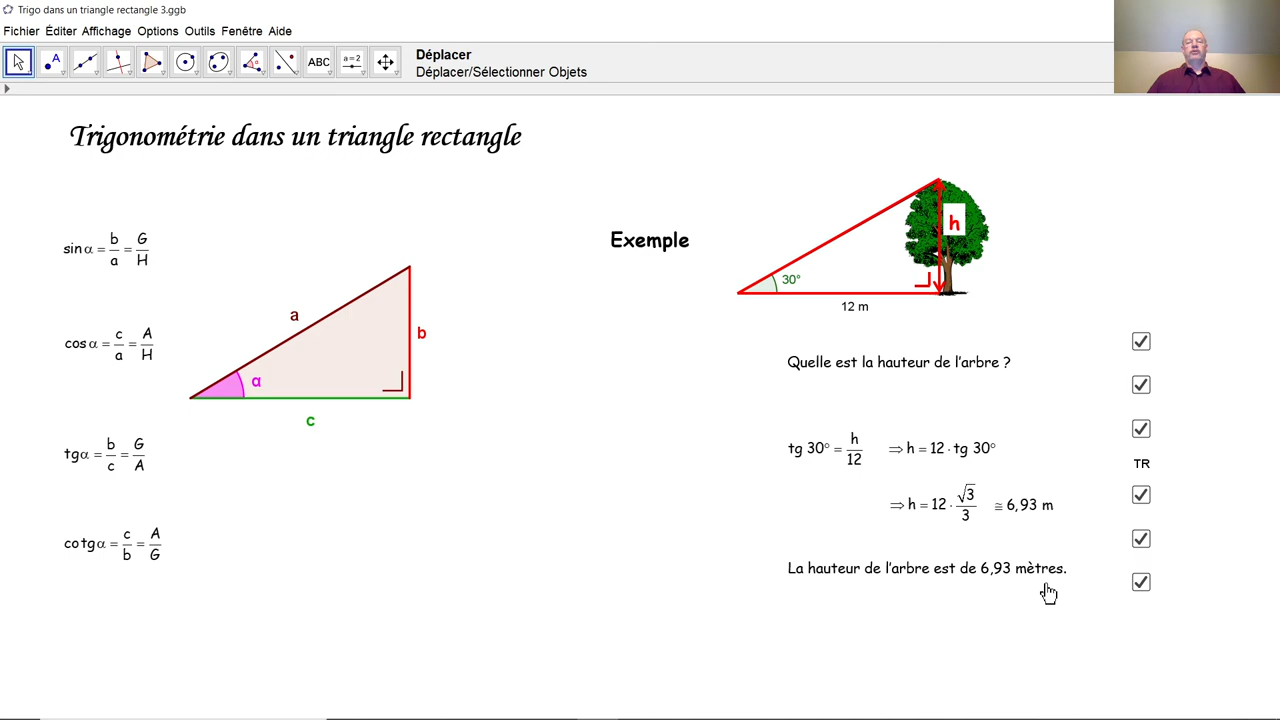 Trigo dans un triangle rectangle 3.ggb
Fichier Éditer Affichage Options Outils Fenêtre Aide
A
ABC
a=2
Déplacer
Déplacer/Sélectionner Objets
Trigonométrie dans un triangle rectangle
sin α = b/a = G/H
cos α = c/a = A/H
tg α = b/c = G/A
cotg α = c/b = A/G
a
b
α
c
Exemple
h
30°
12 m
Quelle est la hauteur de l'arbre ?
tg 30° = h/12 ⇒ h = 12 · tg 30°
TR
⇒ h = 12 · √3/3 ≅ 6,93 m
La hauteur de l'arbre est de 6,93 mètres.